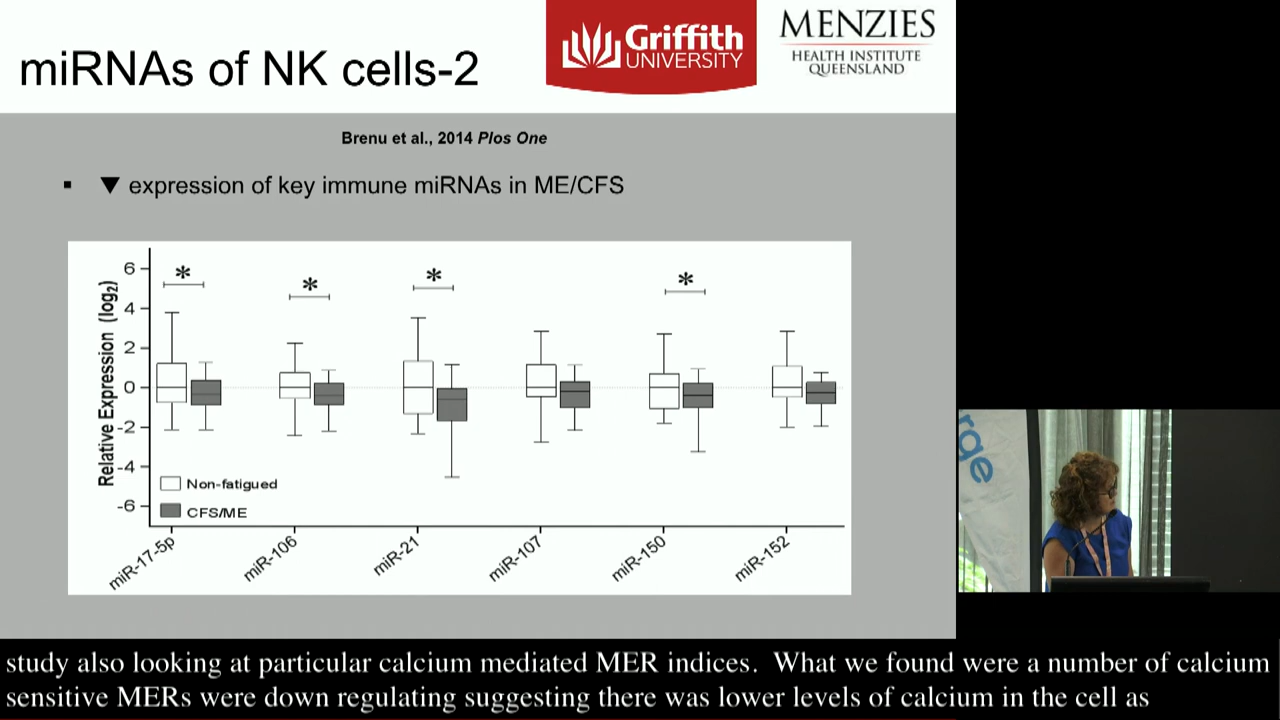 miRNAs of NK cells-2
Griffith
UNIVERSITY
MENZIES
HEALTH INSTITUTE
QUEENSLAND
Brenu et al., 2014 Plos One
▪ ▼ expression of key immune miRNAs in ME/CFS
Relative Expression (log2)
6
4
2
0
-2
-4
-6
*
*
*
*
Non-fatigued
CFS/ME
miR-17-5p
miR-106
miR-21
miR-107
miR-150
miR-152
rge
study also looking at particular calcium mediated MER indices. What we found were a number of calcium
sensitive MERs were down regulating suggesting there was lower levels of calcium in the cell as